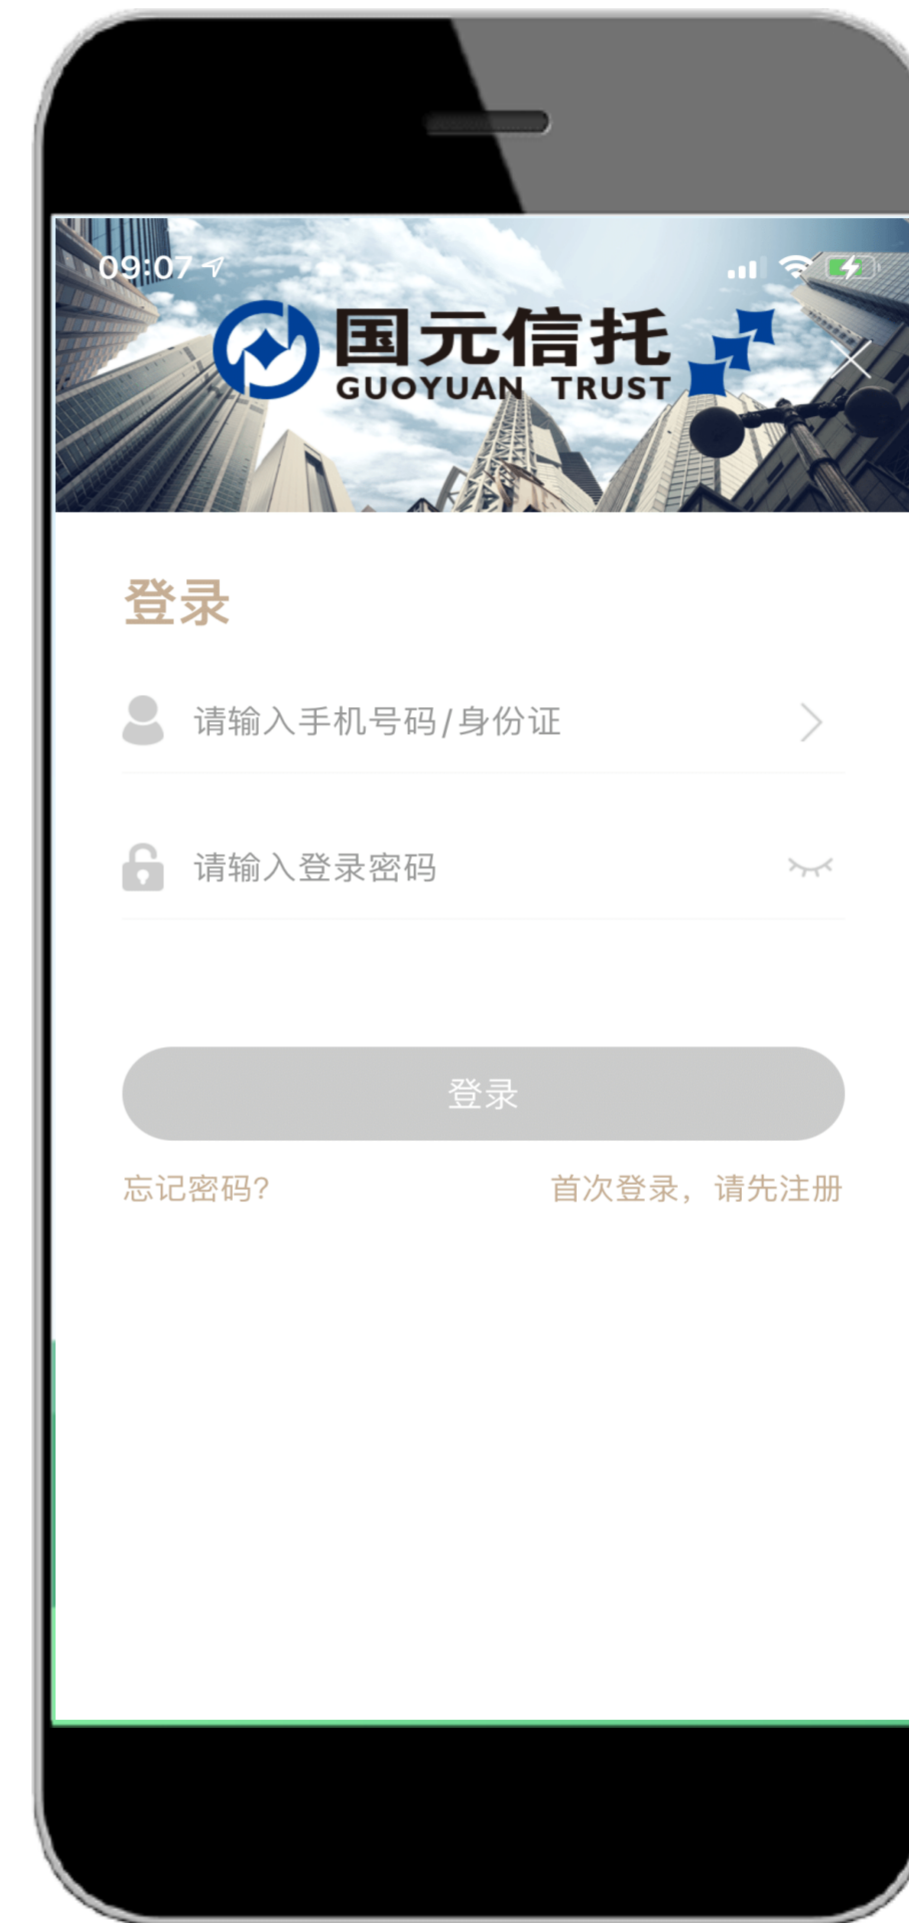 09:07
国元信托
GUOYUAN TRUST
登录
请输入手机号码/身份证
请输入登录密码
登录
忘记密码?
首次登录，请先注册